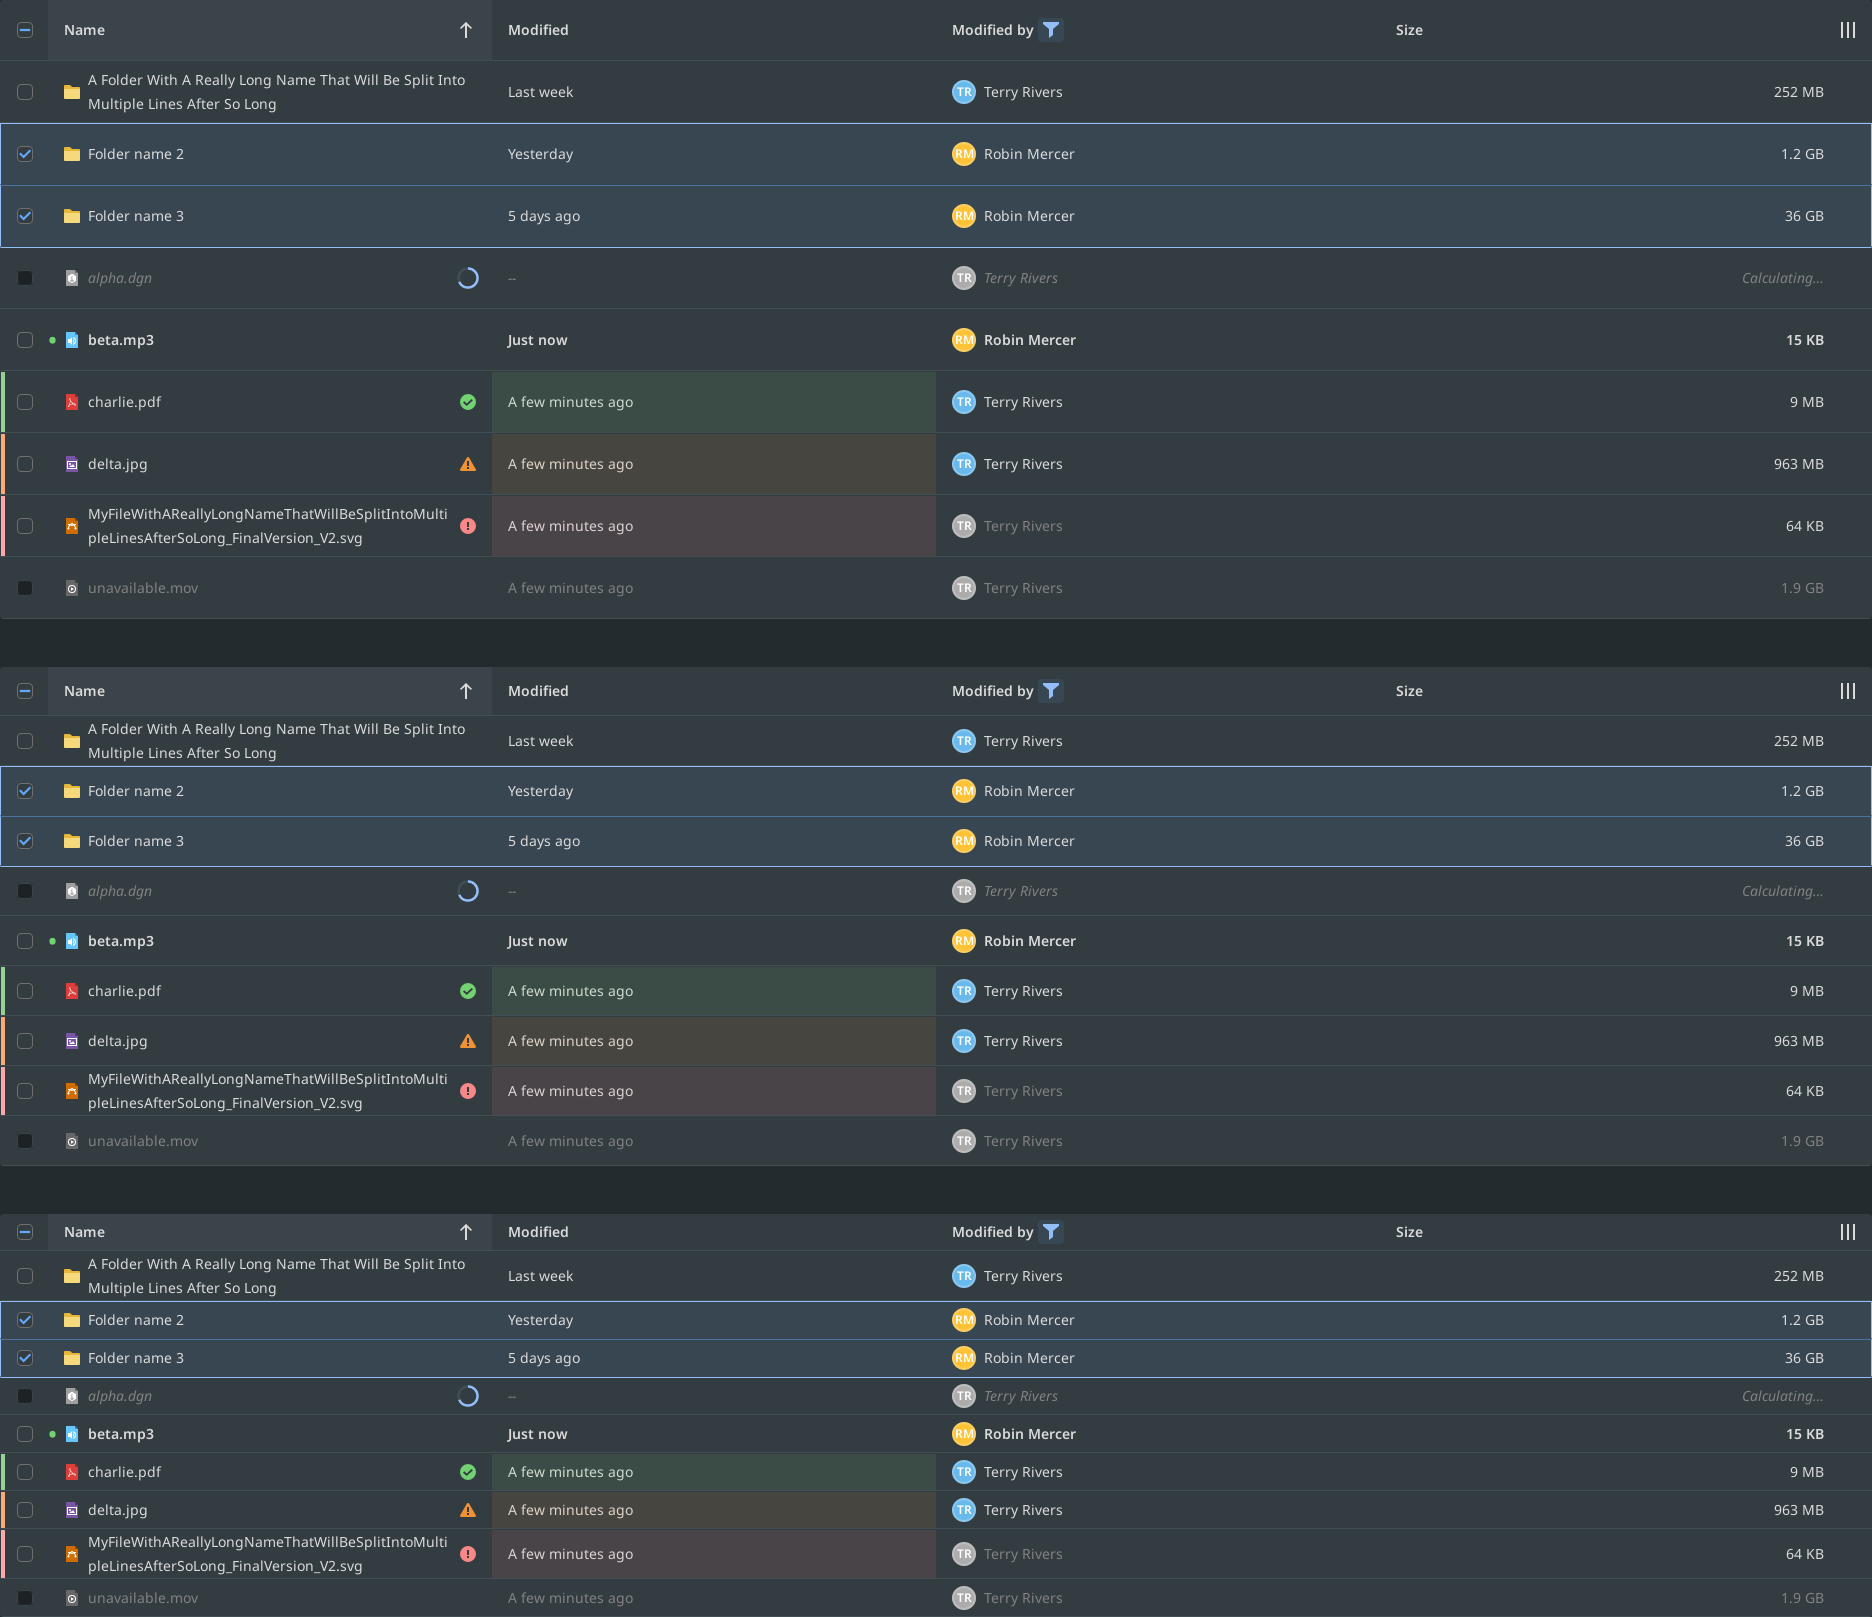 Name Modified Modified by Size
A Folder With A Really Long Name That Will Be Split Into
Multiple Lines After So Long
Last week TR Terry Rivers 252 MB
Folder name 2 Yesterday RM Robin Mercer 1.2 GB
Folder name 3 5 days ago RM Robin Mercer 36 GB
alpha.dgn -- TR Terry Rivers Calculating...
beta.mp3 Just now RM Robin Mercer 15 KB
charlie.pdf A few minutes ago TR Terry Rivers 9 MB
delta.jpg A few minutes ago TR Terry Rivers 963 MB
MyFileWithAReallyLongNameThatWillBeSplitIntoMulti
pleLinesAfterSoLong_FinalVersion_V2.svg
A few minutes ago TR Terry Rivers 64 KB
unavailable.mov A few minutes ago TR Terry Rivers 1.9 GB
Name Modified Modified by Size
A Folder With A Really Long Name That Will Be Split Into
Multiple Lines After So Long
Last week TR Terry Rivers 252 MB
Folder name 2 Yesterday RM Robin Mercer 1.2 GB
Folder name 3 5 days ago RM Robin Mercer 36 GB
alpha.dgn -- TR Terry Rivers Calculating...
beta.mp3 Just now RM Robin Mercer 15 KB
charlie.pdf A few minutes ago TR Terry Rivers 9 MB
delta.jpg A few minutes ago TR Terry Rivers 963 MB
MyFileWithAReallyLongNameThatWillBeSplitIntoMulti
pleLinesAfterSoLong_FinalVersion_V2.svg
A few minutes ago TR Terry Rivers 64 KB
unavailable.mov A few minutes ago TR Terry Rivers 1.9 GB
Name Modified Modified by Size
A Folder With A Really Long Name That Will Be Split Into
Multiple Lines After So Long
Last week TR Terry Rivers 252 MB
Folder name 2 Yesterday RM Robin Mercer 1.2 GB
Folder name 3 5 days ago RM Robin Mercer 36 GB
alpha.dgn -- TR Terry Rivers Calculating...
beta.mp3 Just now RM Robin Mercer 15 KB
charlie.pdf A few minutes ago TR Terry Rivers 9 MB
delta.jpg A few minutes ago TR Terry Rivers 963 MB
MyFileWithAReallyLongNameThatWillBeSplitIntoMulti
pleLinesAfterSoLong_FinalVersion_V2.svg
A few minutes ago TR Terry Rivers 64 KB
unavailable.mov A few minutes ago TR Terry Rivers 1.9 GB